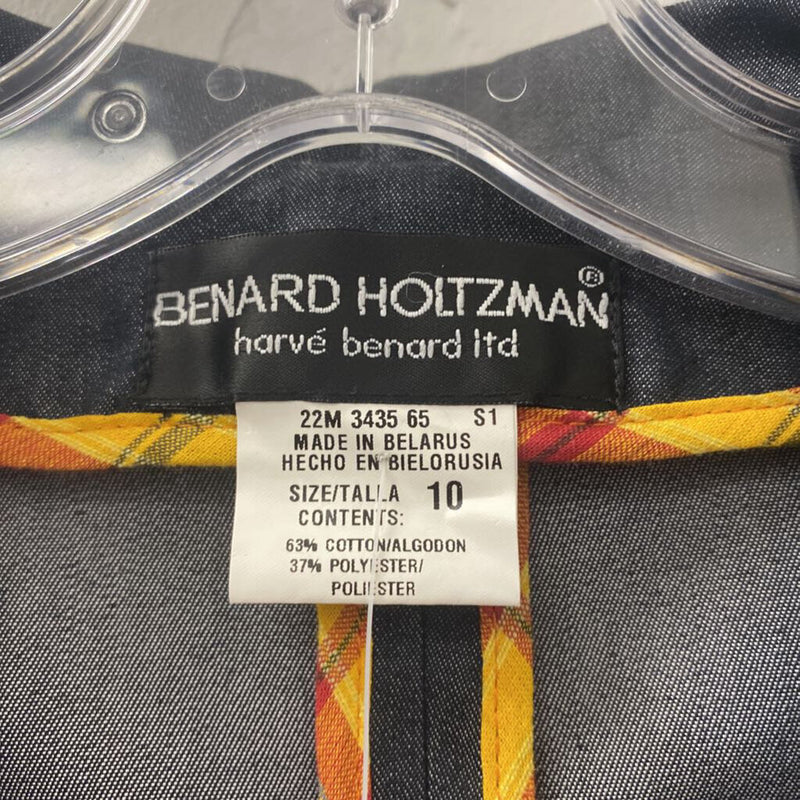 BENARD HOLTZMAN®
harvé benard ltd
22M 3435 65 S1
MADE IN BELARUS
HECHO EN BIELORUSIA
SIZE/TALLA 10
CONTENTS:
63% COTTON/ALGODON
37% POLYESTER/
POLIESTER